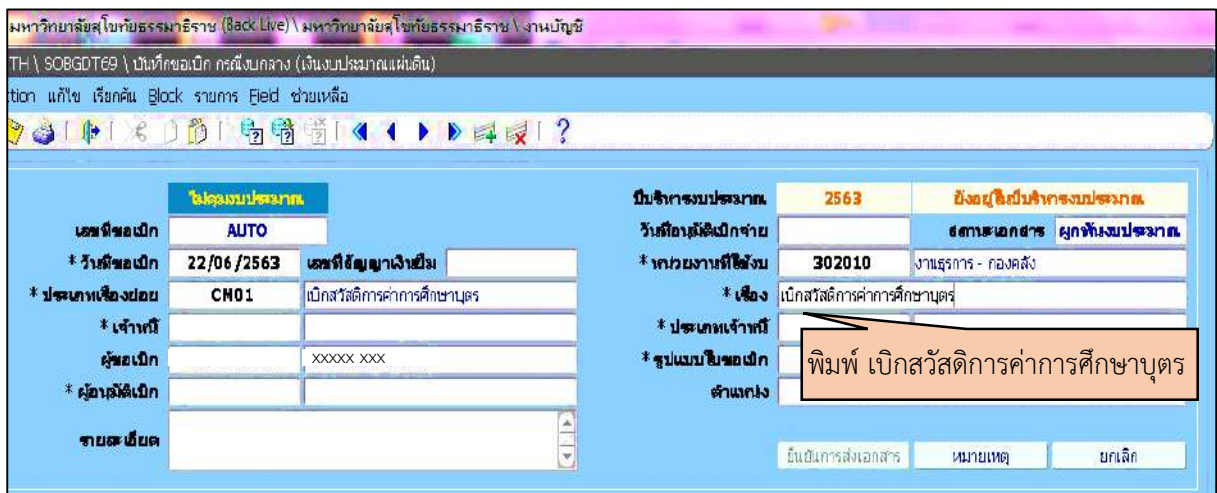 มหาวิทยาลัยสุโขทัยธรรมาธิราช (Back Live) \ มหาวิทยาลัยสุโขทัยธรรมาธิราช \ งานบัญชี
TH \ SOBGDT69 \ บันทึกขอเบิก กรณีงบกลาง (เงินงบประมาณแผ่นดิน)
ction แก้ไข เรียกค้น Block รายการ Field ช่วยเหลือ
ไม่คุมงบประมาณ ปีบริหารงบประมาณ 2563 ยังอยู่ในปีบริหารงบประมาณ
เลขที่ขอเบิก AUTO วันที่อนุมัติเบิกจ่าย สถานะเอกสาร ผูกพันงบประมาณ
* วันที่ขอเบิก 22/06/2563 เลขที่สัญญาเงินยืม * หน่วยงานที่ใช้งบ 302010 งานธุรการ - กองคลัง
* ประเภทเรื่องย่อย CM01 เบิกสวัสดิการค่าการศึกษาบุตร * เรื่อง เบิกสวัสดิการค่าการศึกษาบุตร
* เจ้าหนี้ * ประเภทเจ้าหนี้
ผู้ขอเบิก XXXXX XXX * รูปแบบใบขอเบิก
พิมพ์ เบิกสวัสดิการค่าการศึกษาบุตร
* ผู้อนุมัติเบิก ตำแหน่ง
รายละเอียด
ยืนยันการส่งเอกสาร หมายเหตุ ยกเลิก